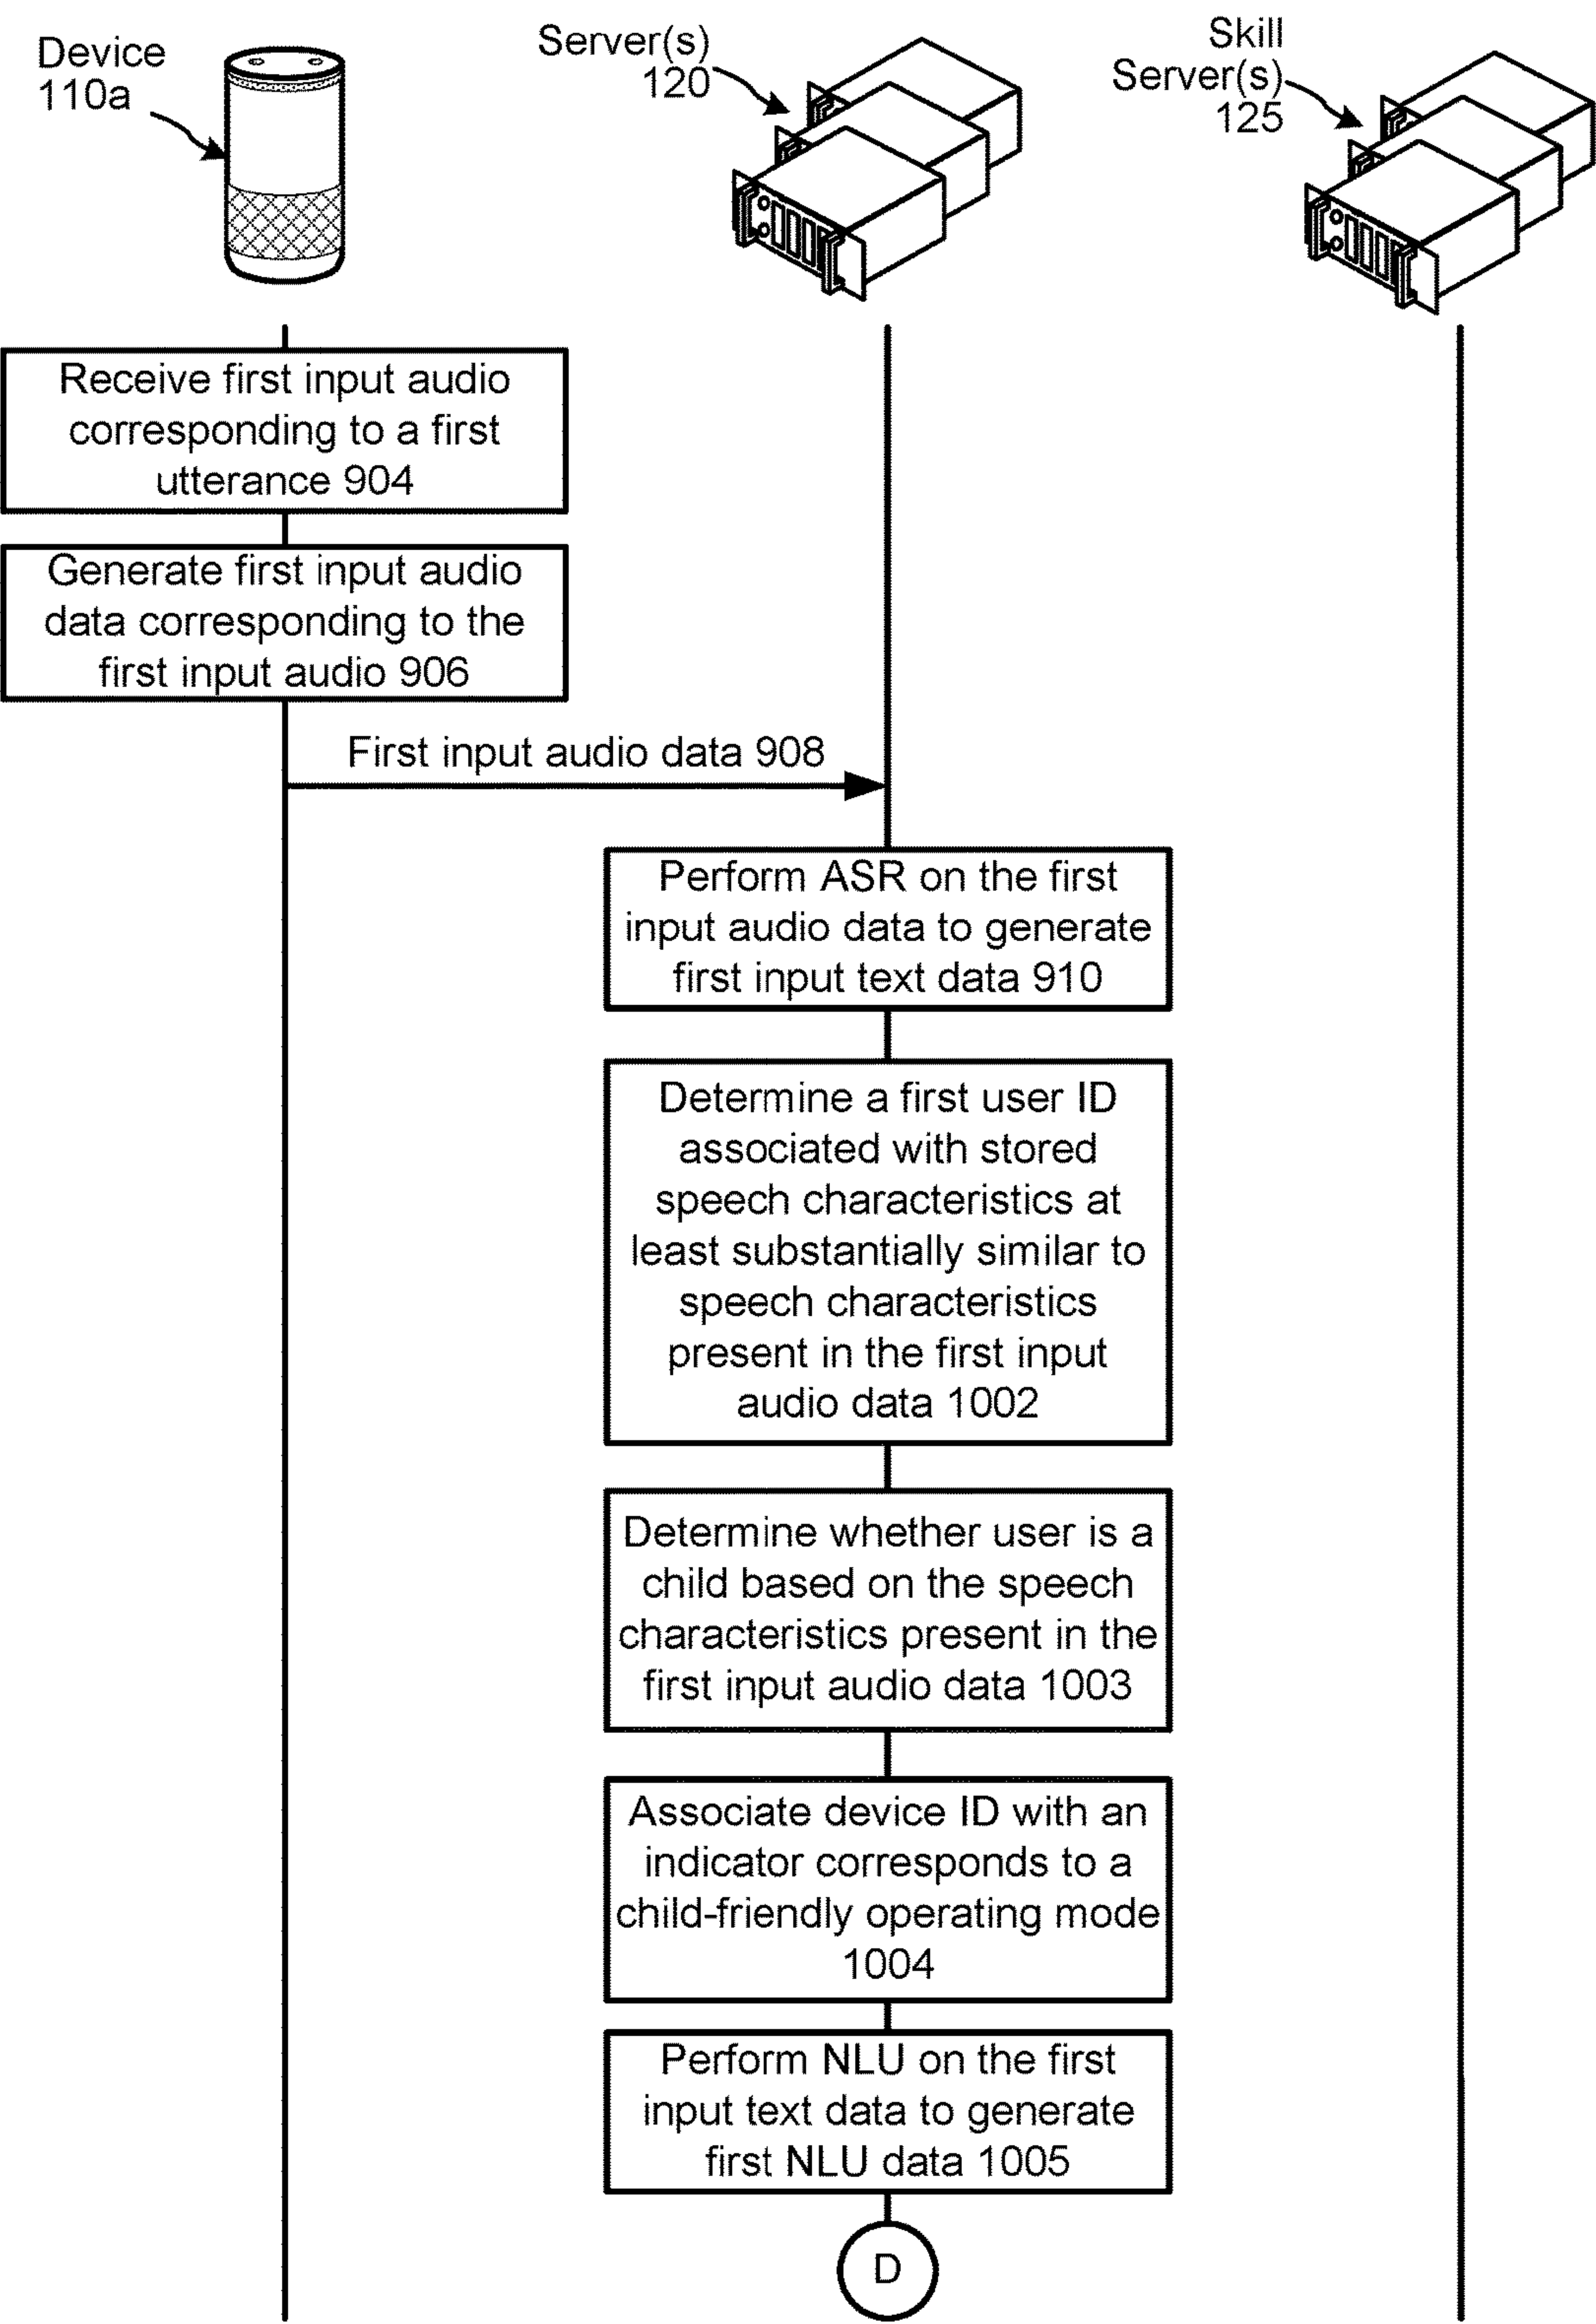 Device
110a
Server(s)
120
Skill
Server(s)
125
Receive first input audio
corresponding to a first
utterance 904
Generate first input audio
data corresponding to the
first input audio 906
First input audio data 908
Perform ASR on the first
input audio data to generate
first input text data 910
Determine a first user ID
associated with stored
speech characteristics at
least substantially similar to
speech characteristics
present in the first input
audio data 1002
Determine whether user is a
child based on the speech
characteristics present in the
first input audio data 1003
Associate device ID with an
indicator corresponds to a
child-friendly operating mode
1004
Perform NLU on the first
input text data to generate
first NLU data 1005
D